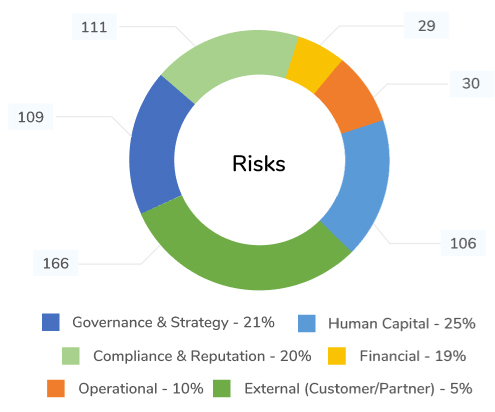 111
29
30
109
Risks
106
166
Governance & Strategy - 21%
Human Capital - 25%
Compliance & Reputation - 20%
Financial - 19%
Operational - 10%
External (Customer/Partner) - 5%